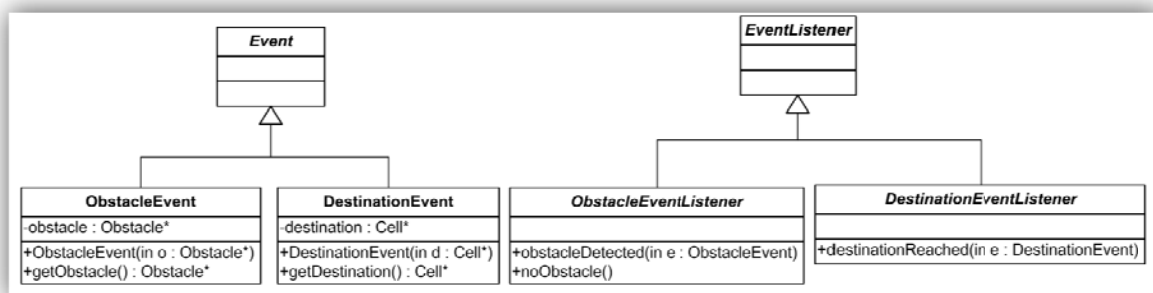 Event
EventListener
ObstacleEvent
-obstacle : Obstacle*
+ObstacleEvent(in o : Obstacle*)
+getObstacle() : Obstacle*
DestinationEvent
-destination : Cell*
+DestinationEvent(in d : Cell*)
+getDestination() : Cell*
ObstacleEventListener
+obstacleDetected(in e : ObstacleEvent)
+noObstacle()
DestinationEventListener
+destinationReached(in e : DestinationEvent)